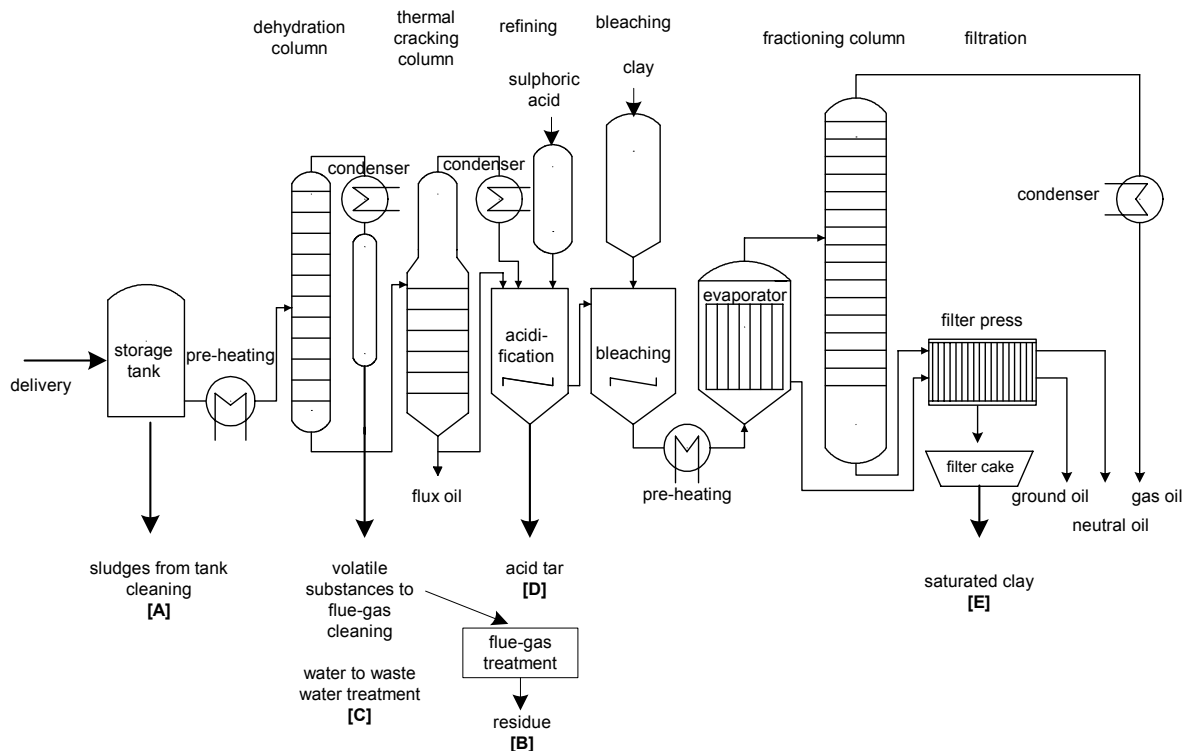 dehydration
column
thermal
cracking
column
refining
bleaching
fractioning column
filtration
sulphoric
acid
clay
condenser
condenser
condenser
storage
tank
pre-heating
delivery
acidi-
fication
bleaching
evaporator
filter press
filter cake
flux oil
pre-heating
ground oil
gas oil
neutral oil
sludges from tank
cleaning
[A]
volatile
substances to
flue-gas
cleaning
water to waste
water treatment
[C]
acid tar
[D]
flue-gas
treatment
residue
[B]
saturated clay
[E]